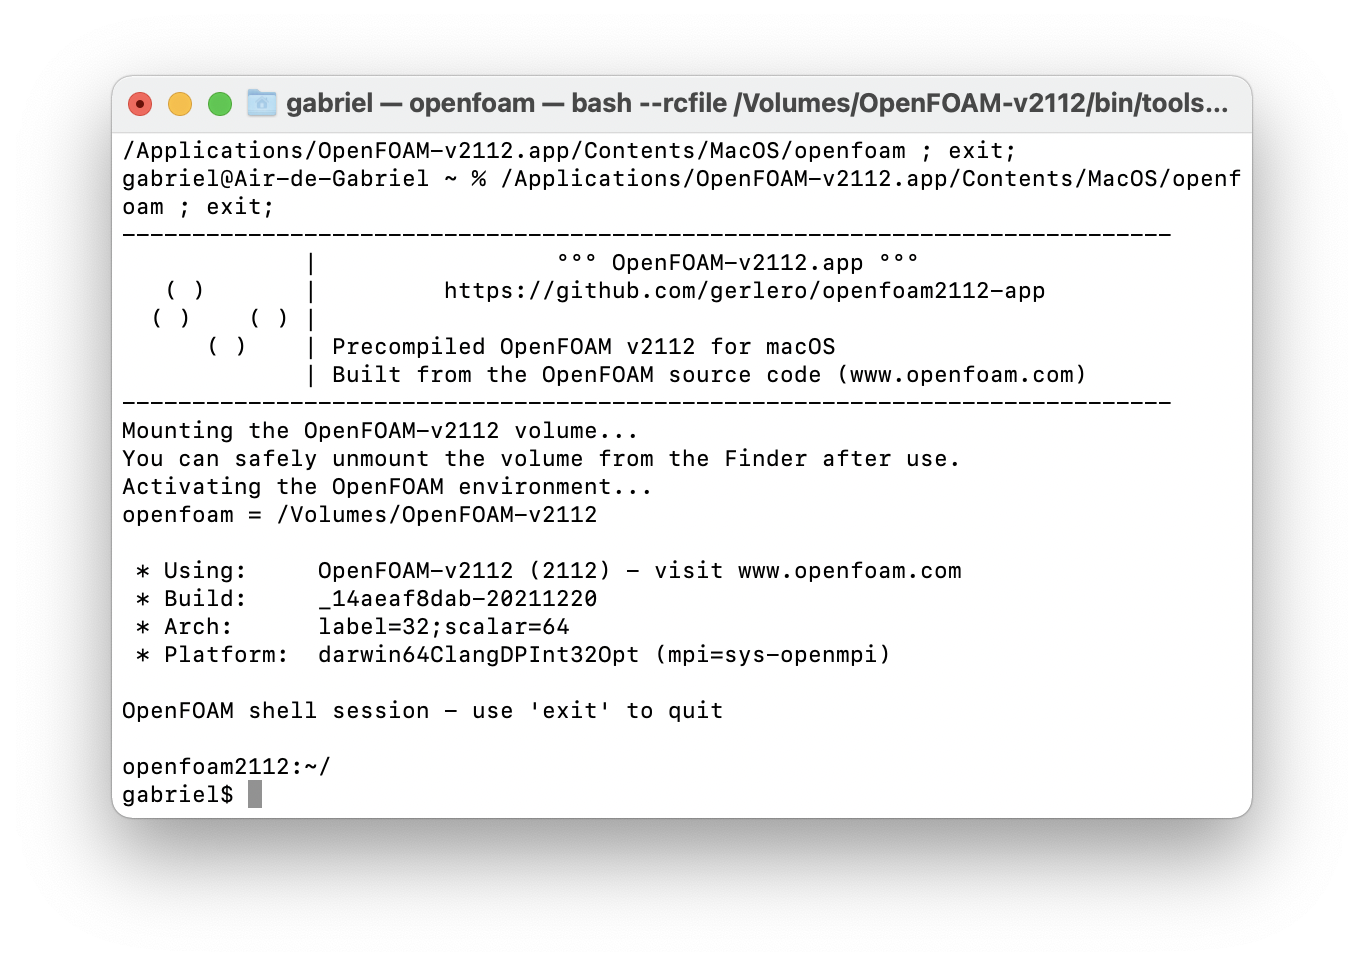 gabriel — openfoam — bash --rcfile /Volumes/OpenFOAM-v2112/bin/tools...
/Applications/OpenFOAM-v2112.app/Contents/MacOS/openfoam ; exit;
gabriel@Air-de-Gabriel ~ % /Applications/OpenFOAM-v2112.app/Contents/MacOS/openf
oam ; exit;
---------------------------------------------------------------------------
             |                 °°° OpenFOAM-v2112.app °°°
   ( )       |         https://github.com/gerlero/openfoam2112-app
  ( )    ( ) |
      ( )    | Precompiled OpenFOAM v2112 for macOS
             | Built from the OpenFOAM source code (www.openfoam.com)
---------------------------------------------------------------------------
Mounting the OpenFOAM-v2112 volume...
You can safely unmount the volume from the Finder after use.
Activating the OpenFOAM environment...
openfoam = /Volumes/OpenFOAM-v2112
 * Using:     OpenFOAM-v2112 (2112) - visit www.openfoam.com
 * Build:     _14aeaf8dab-20211220
 * Arch:      label=32;scalar=64
 * Platform:  darwin64ClangDPInt32Opt (mpi=sys-openmpi)
OpenFOAM shell session - use 'exit' to quit
openfoam2112:~/
gabriel$